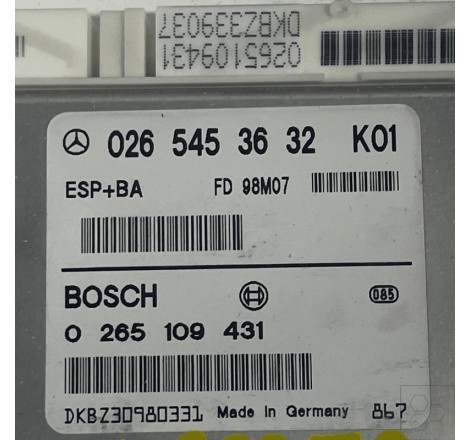 DKBZ339037
0265109431
026 545 36 32 K01
ESP+BA FD 98M07
BOSCH 085
0 265 109 431
DKBZ30980331 Made in Germany 867